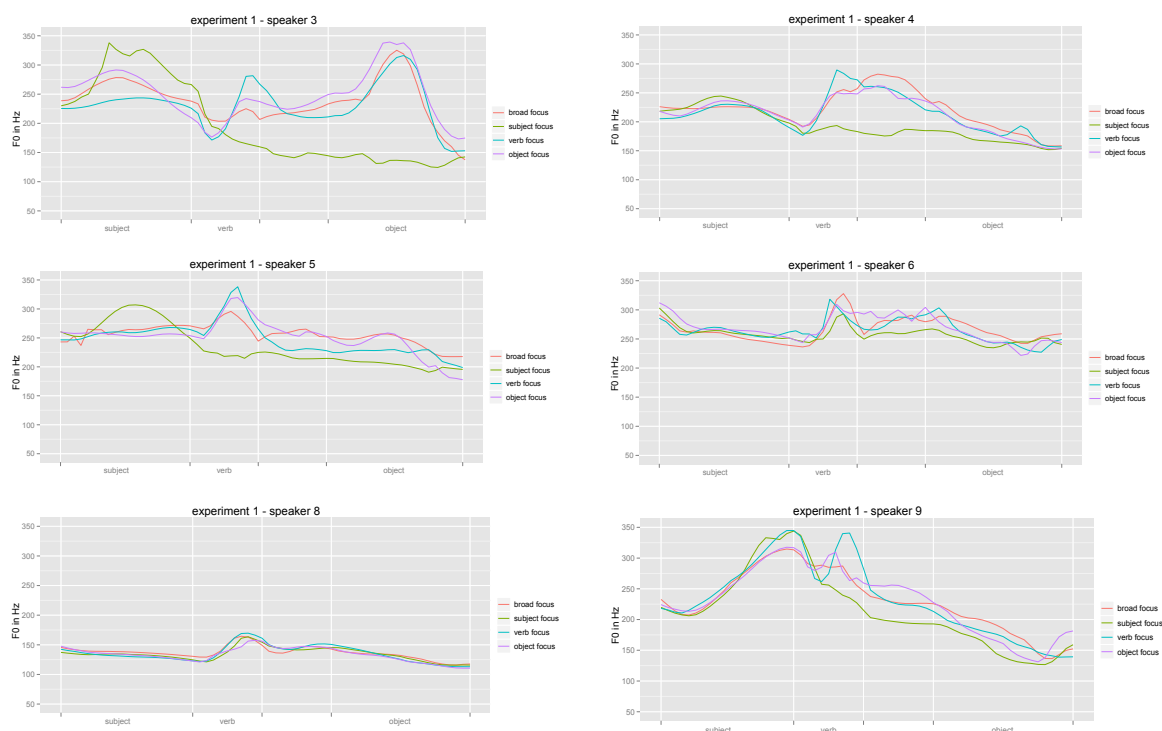 experiment 1 - speaker 3
350
300
250
200
150
100
50
F0 in Hz
subject verb object
broad focus
subject focus
verb focus
object focus
experiment 1 - speaker 4
350
300
250
200
150
100
50
F0 in Hz
subject verb object
broad focus
subject focus
verb focus
object focus
experiment 1 - speaker 5
350
300
250
200
150
100
50
F0 in Hz
subject verb object
broad focus
subject focus
verb focus
object focus
experiment 1 - speaker 6
350
300
250
200
150
100
50
F0 in Hz
subject verb object
broad focus
subject focus
verb focus
object focus
experiment 1 - speaker 8
350
300
250
200
150
100
50
F0 in Hz
subject verb object
broad focus
subject focus
verb focus
object focus
experiment 1 - speaker 9
350
300
250
200
150
100
50
F0 in Hz
subject verb object
broad focus
subject focus
verb focus
object focus